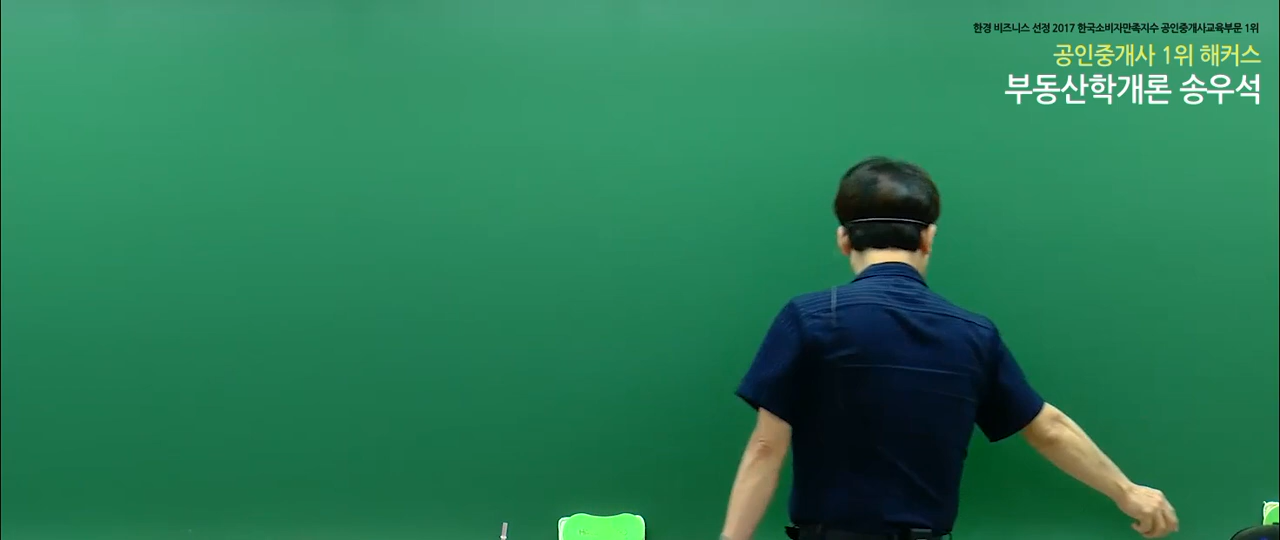 한경 비즈니스 선정 2017 한국소비자만족지수 공인중개사교육부문 1위
공인중개사 1위 해커스
부동산학개론 송우석